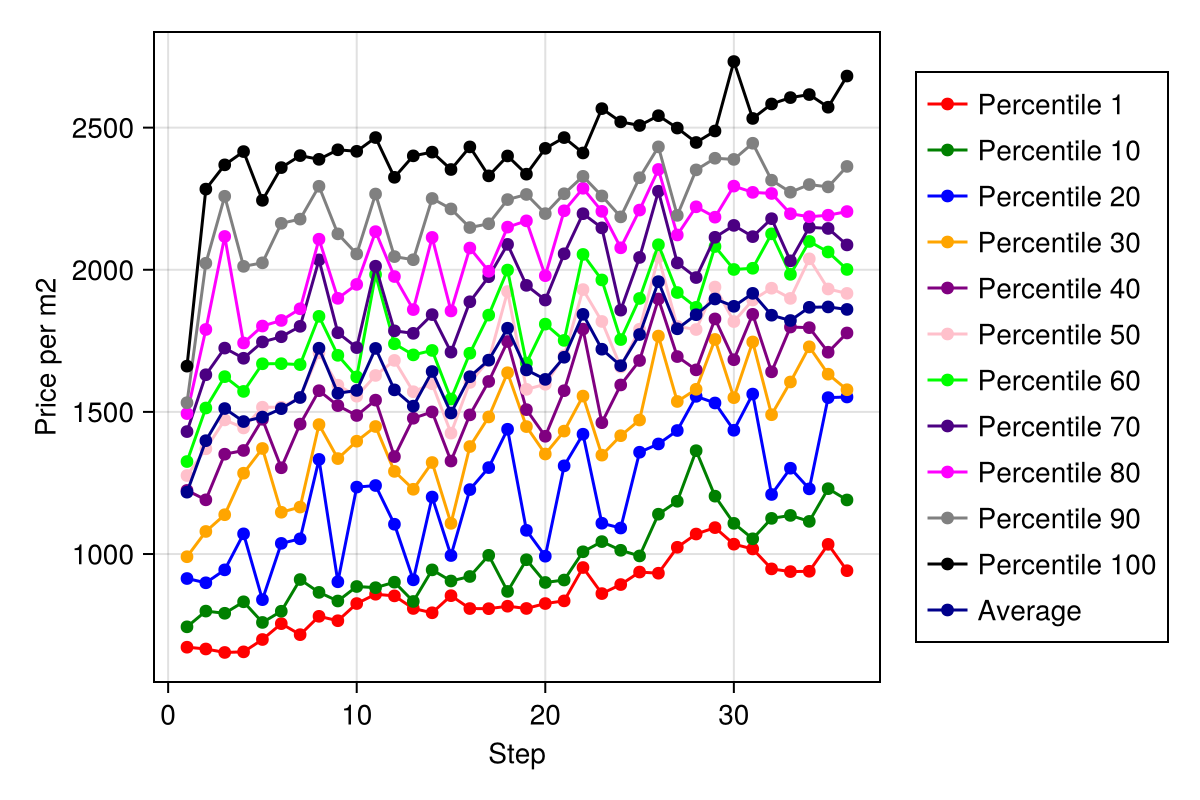 Price per m2
2500
2000
1500
1000
0
10
20
30
Step
Percentile 1
Percentile 10
Percentile 20
Percentile 30
Percentile 40
Percentile 50
Percentile 60
Percentile 70
Percentile 80
Percentile 90
Percentile 100
Average